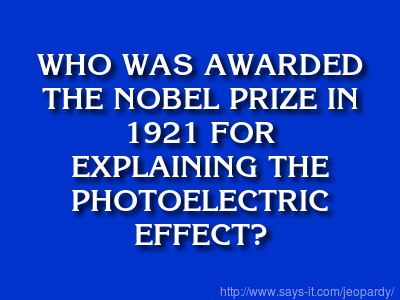 WHO WAS AWARDED
THE NOBEL PRIZE IN
1921 FOR
EXPLAINING THE
PHOTOELECTRIC
EFFECT?
http://www.says-it.com/jeopardy/